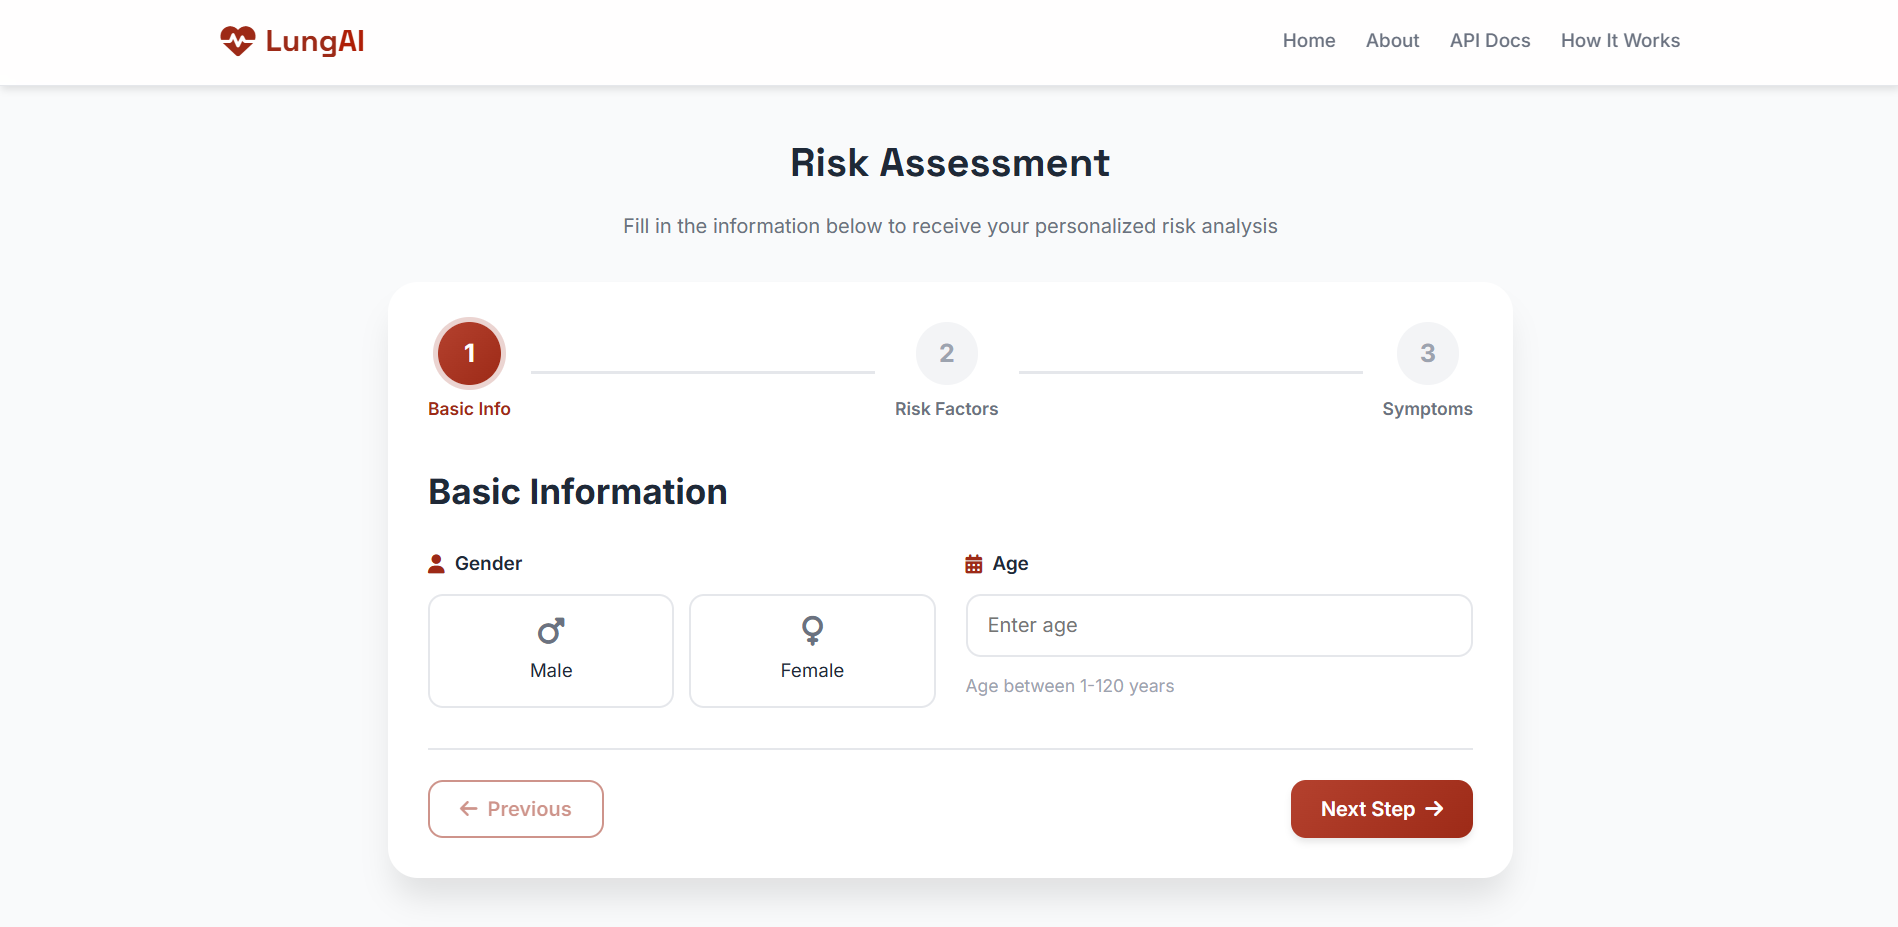 LungAI
Home About API Docs How It Works
Risk Assessment
Fill in the information below to receive your personalized risk analysis
1 2 3
Basic Info Risk Factors Symptoms
Basic Information
Gender Age
Male Female
Enter age
Age between 1-120 years
Previous Next Step